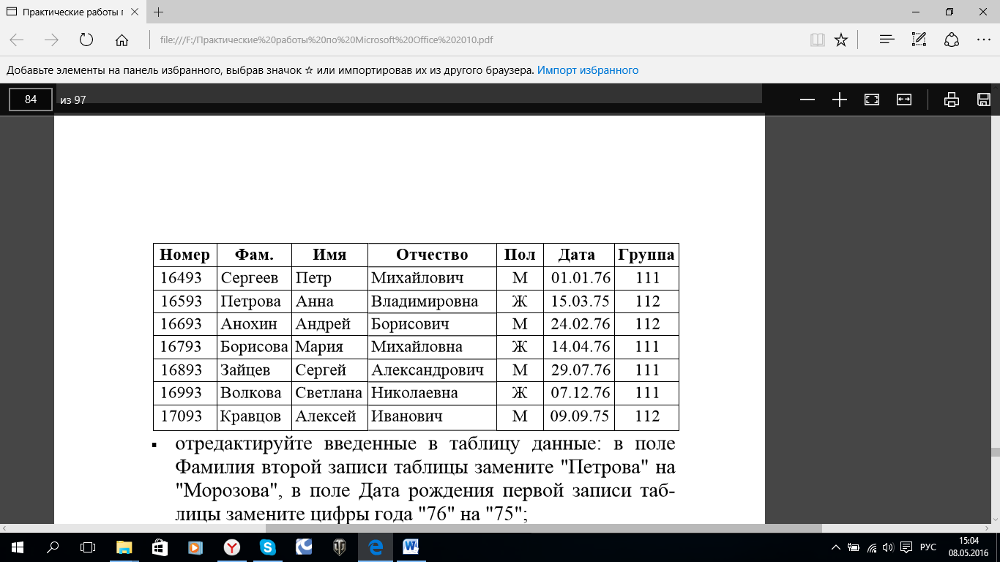 Практические работы п
file:///F:/Практические%20работы%20по%20Microsoft%20Office%202010.pdf
Добавьте элементы на панель избранного, выбрав значок ☆ или импортировав их из другого браузера. Импорт избранного
84 из 97
Номер Фам. Имя Отчество Пол Дата Группа
16493 Сергеев Петр Михайлович М 01.01.76 111
16593 Петрова Анна Владимировна Ж 15.03.75 112
16693 Анохин Андрей Борисович М 24.02.76 112
16793 Борисова Мария Михайловна Ж 14.04.76 111
16893 Зайцев Сергей Александрович М 29.07.76 111
16993 Волкова Светлана Николаевна Ж 07.12.76 111
17093 Кравцов Алексей Иванович М 09.09.75 112
▪ отредактируйте введенные в таблицу данные: в поле
Фамилия второй записи таблицы замените "Петрова" на
"Морозова", в поле Дата рождения первой записи таб-
лицы замените цифры года "76" на "75";
РУС
15:04
08.05.2016